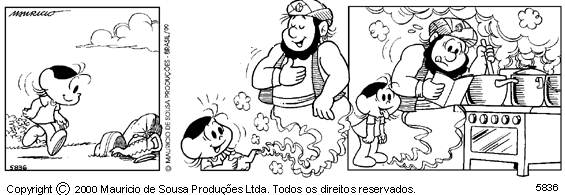 MAURICIO
5836
© MAURICIO DE SOUSA PRODUÇÕES - BRASIL/99
Copyright © 2000 Mauricio de Sousa Produções Ltda. Todos os direitos reservados.
5836